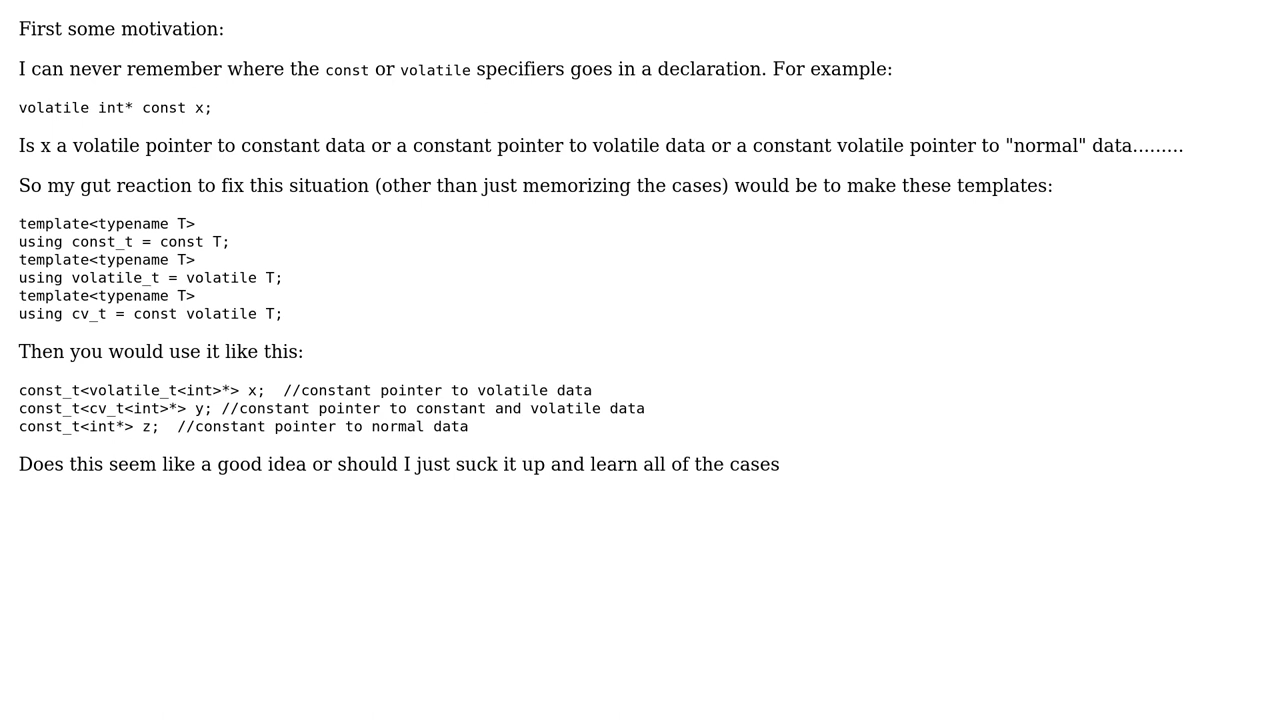 First some motivation:
I can never remember where the const or volatile specifiers goes in a declaration. For example:
volatile int* const x;
Is x a volatile pointer to constant data or a constant pointer to volatile data or a constant volatile pointer to "normal" data.........
So my gut reaction to fix this situation (other than just memorizing the cases) would be to make these templates:
template<typename T>
using const_t = const T;
template<typename T>
using volatile_t = volatile T;
template<typename T>
using cv_t = const volatile T;
Then you would use it like this:
const_t<volatile_t<int>*> x;  //constant pointer to volatile data
const_t<cv_t<int>*> y; //constant pointer to constant and volatile data
const_t<int*> z;  //constant pointer to normal data
Does this seem like a good idea or should I just suck it up and learn all of the cases